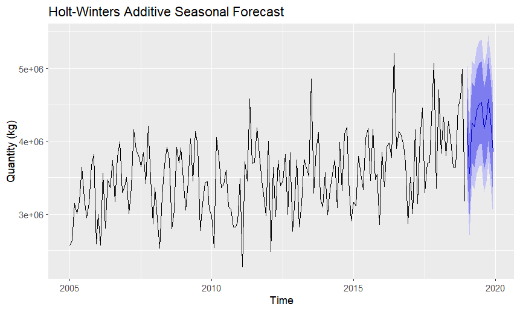 Holt-Winters Additive Seasonal Forecast
Quantity (kg)
5e+06
4e+06
3e+06
2005
2010
2015
2020
Time